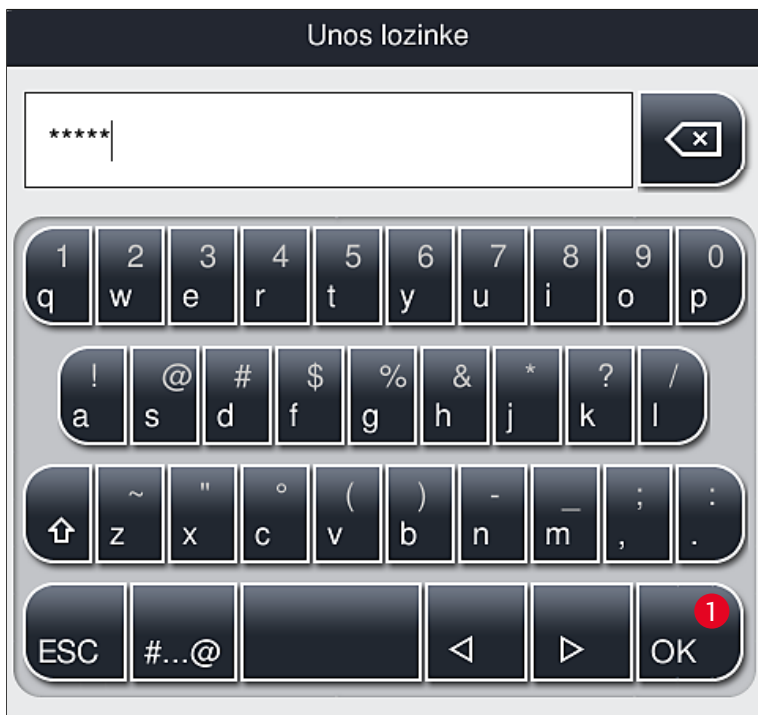 Unos lozinke
*****
1 2 3 4 5 6 7 8 9 0
q w e r t y u i o p
! @ # $ % & * ? /
a s d f g h j k l
~ " ° ( ) - _ ; :
z x c v b n m , .
1
ESC #...@ OK